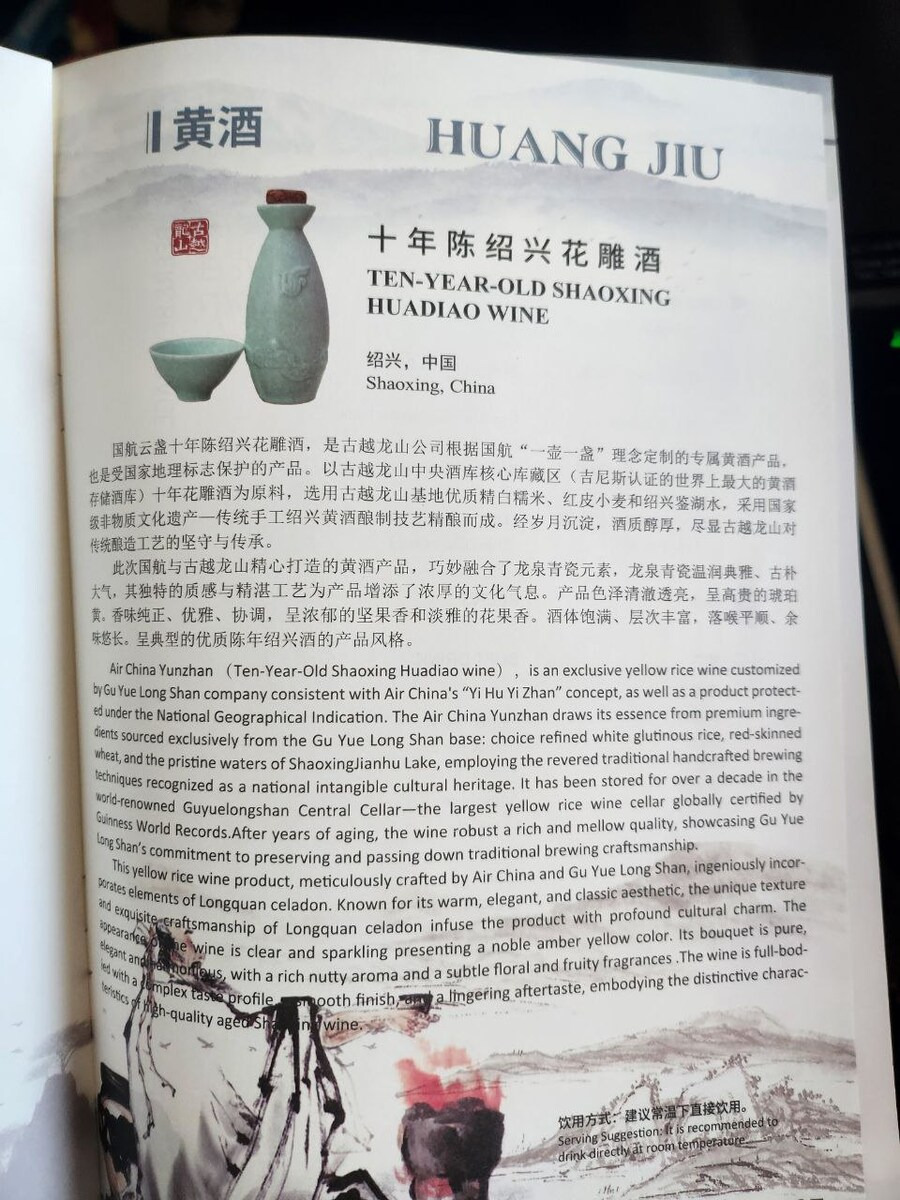 黄酒
HUANG JIU
古越
龍山
十年陈绍兴花雕酒
TEN-YEAR-OLD SHAOXING
HUADIAO WINE
绍兴，中国
Shaoxing, China
国航云盏十年陈绍兴花雕酒，是古越龙山公司根据国航“一壶一盏”理念定制的专属黄酒产品，
也是受国家地理标志保护的产品。以古越龙山中央酒库核心库藏区（吉尼斯认证的世界上最大的黄酒
存储酒库）十年花雕酒为原料，选用古越龙山基地优质精白糯米、红皮小麦和绍兴鉴湖水，采用国家
级非物质文化遗产—传统手工绍兴黄酒酿制技艺精酿而成。经岁月沉淀，酒质醇厚，尽显古越龙山对
传统酿造工艺的坚守与传承。
此次国航与古越龙山精心打造的黄酒产品，巧妙融合了龙泉青瓷元素，龙泉青瓷温润典雅、古朴
大气，其独特的质感与精湛工艺为产品增添了浓厚的文化气息。产品色泽清澈透亮，呈高贵的琥珀
黄。香味纯正、优雅、协调，呈浓郁的坚果香和淡雅的花果香。酒体饱满、层次丰富，落喉平顺、余
味悠长。呈典型的优质陈年绍兴酒的产品风格。
Air China Yunzhan （Ten-Year-Old Shaoxing Huadiao wine）, is an exclusive yellow rice wine customized
by Gu Yue Long Shan company consistent with Air China's “Yi Hu Yi Zhan” concept, as well as a product protect-
ed under the National Geographical Indication. The Air China Yunzhan draws its essence from premium ingre-
dients sourced exclusively from the Gu Yue Long Shan base: choice refined white glutinous rice, red-skinned
wheat, and the pristine waters of ShaoxingJianhu Lake, employing the revered traditional handcrafted brewing
techniques recognized as a national intangible cultural heritage. It has been stored for over a decade in the
world-renowned Guyuelongshan Central Cellar—the largest yellow rice wine cellar globally certified by
Guinness World Records.After years of aging, the wine robust a rich and mellow quality, showcasing Gu Yue
Long Shan’s commitment to preserving and passing down traditional brewing craftsmanship.
This yellow rice wine product, meticulously crafted by Air China and Gu Yue Long Shan, ingeniously incor-
porates elements of Longquan celadon. Known for its warm, elegant, and classic aesthetic, the unique texture
and exquisite craftsmanship of Longquan celadon infuse the product with profound cultural charm. The
appearance of the wine is clear and sparkling presenting a noble amber yellow color. Its bouquet is pure,
elegant and harmonious, with a rich nutty aroma and a subtle floral and fruity fragrances .The wine is full-bod-
ied with a complex taste profile, a smooth finish, and a lingering aftertaste, embodying the distinctive charac-
teristics of high-quality aged Shaoxing wine.
饮用方式：建议常温下直接饮用。
Serving Suggestion: It is recommended to
drink directly at room temperature.